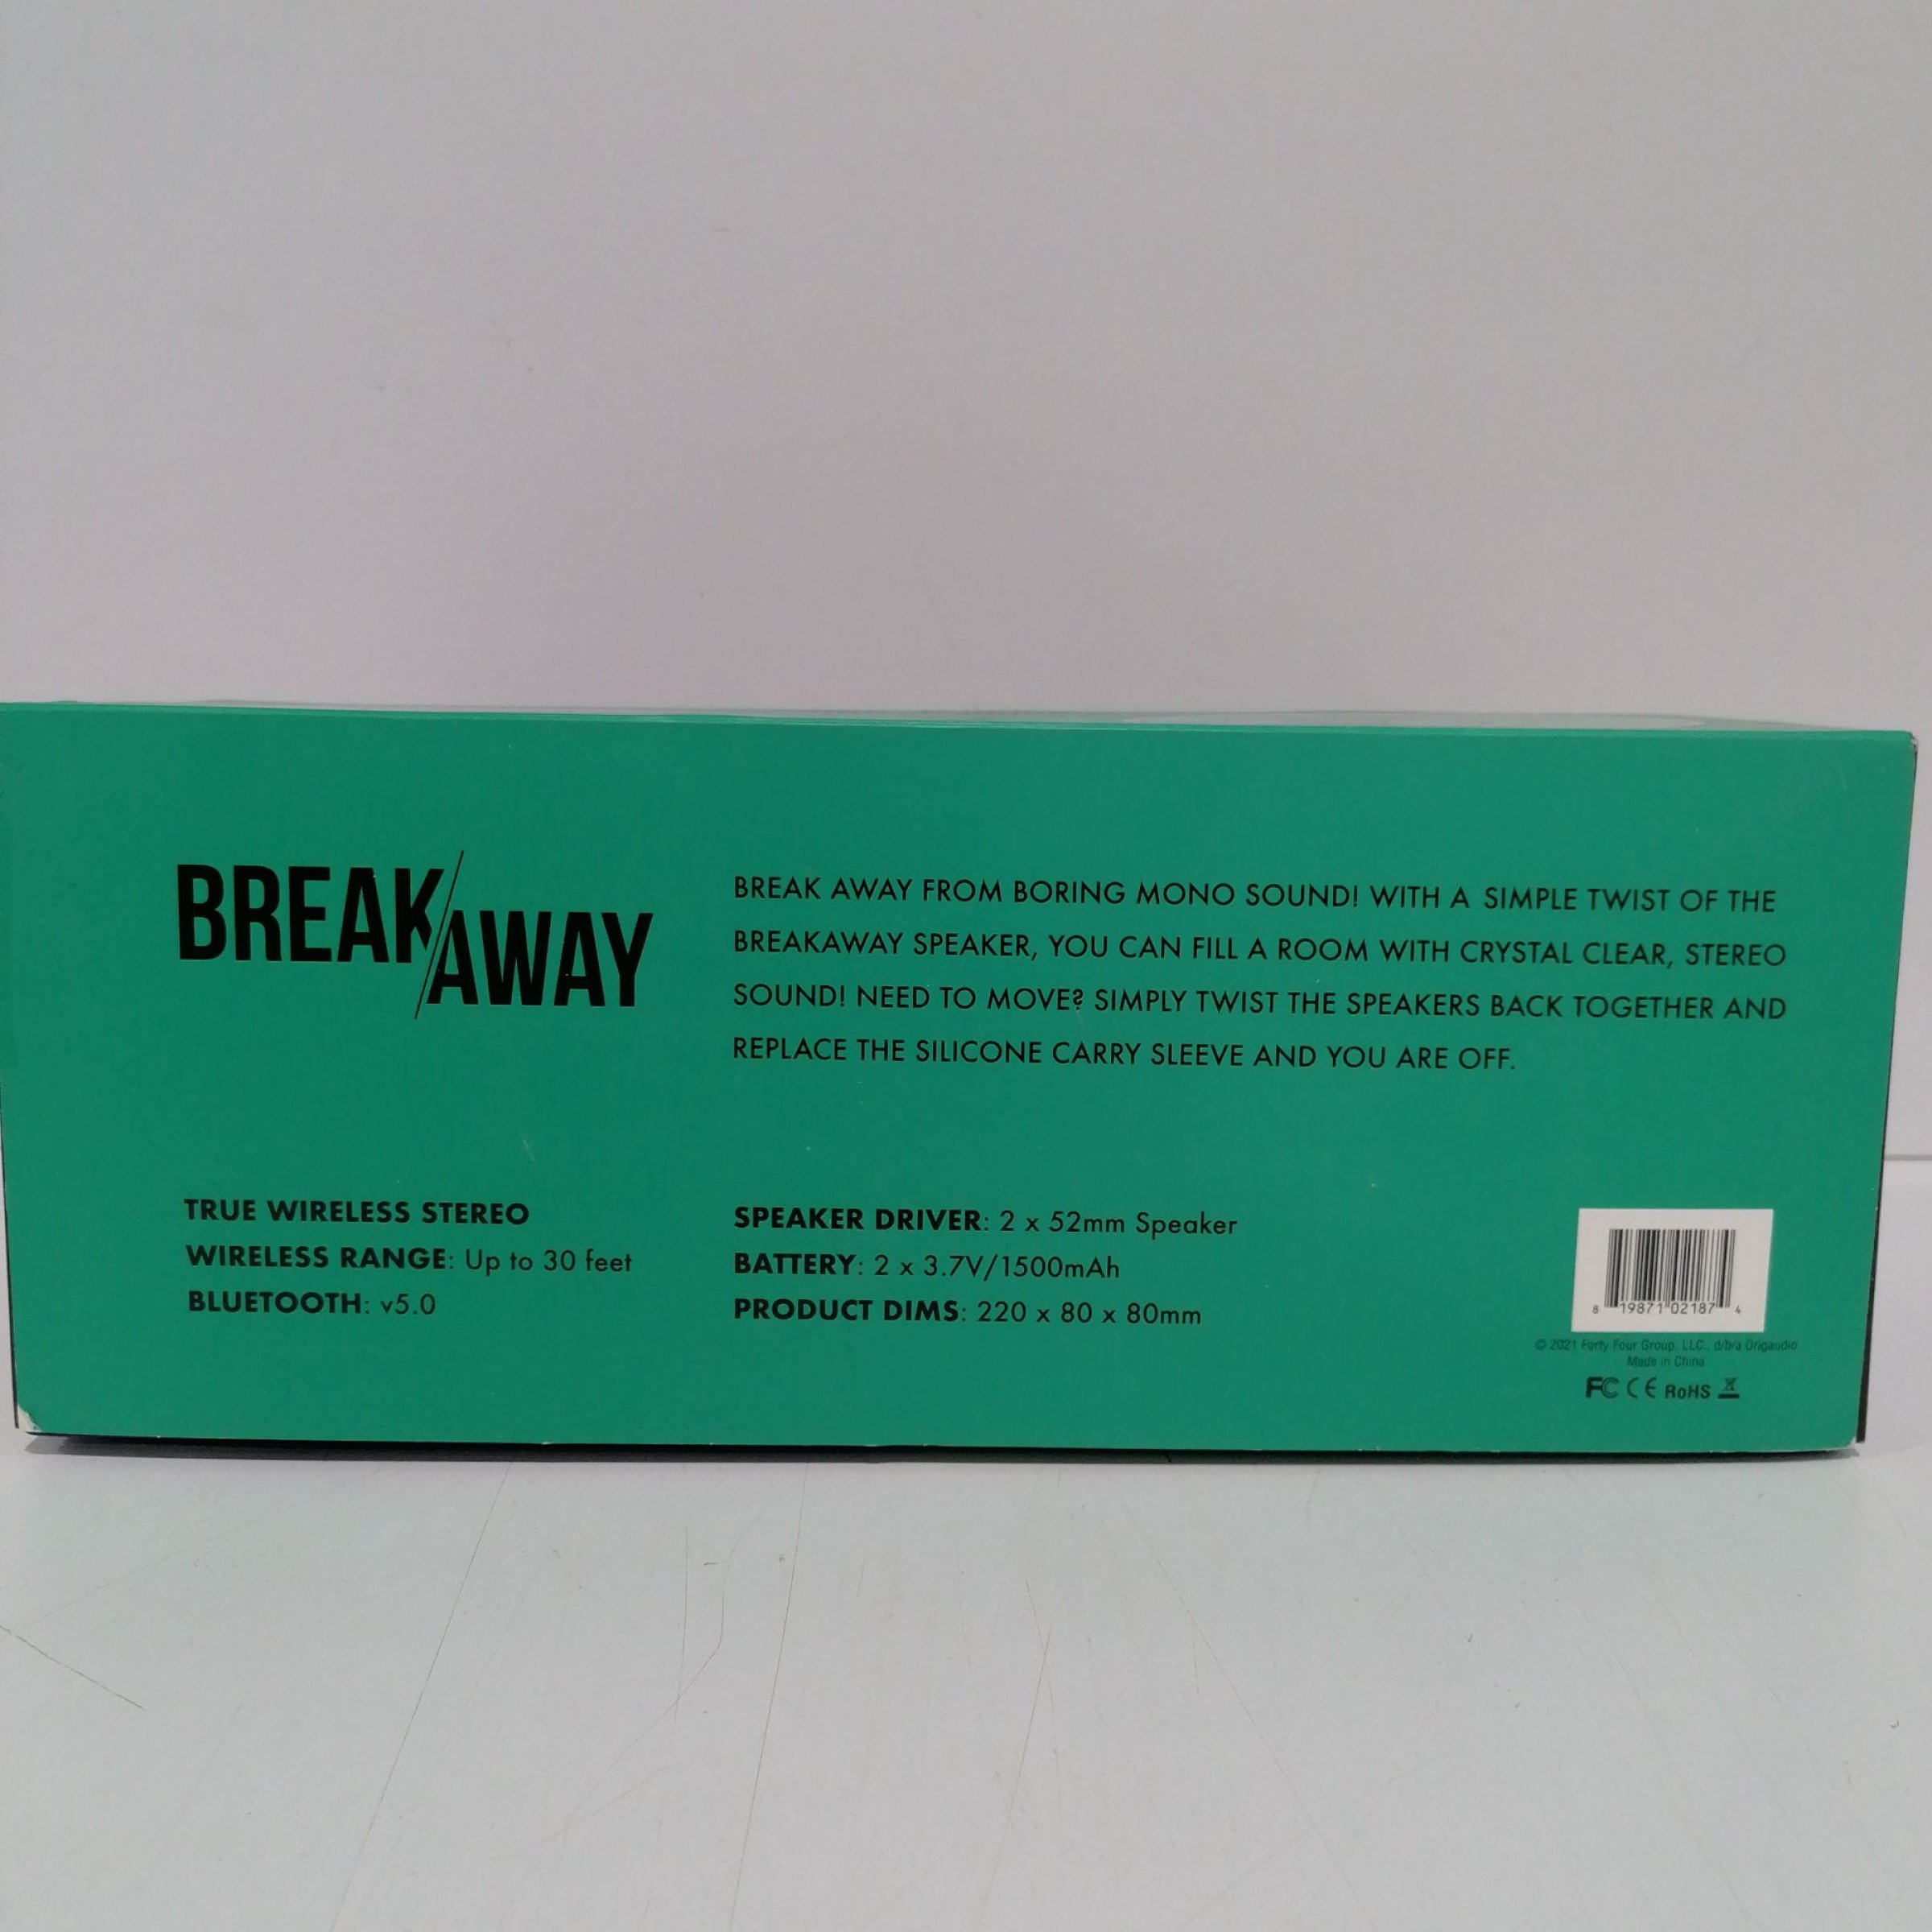 BREAK/AWAY
BREAK AWAY FROM BORING MONO SOUND! WITH A SIMPLE TWIST OF THE
BREAKAWAY SPEAKER, YOU CAN FILL A ROOM WITH CRYSTAL CLEAR, STEREO
SOUND! NEED TO MOVE? SIMPLY TWIST THE SPEAKERS BACK TOGETHER AND
REPLACE THE SILICONE CARRY SLEEVE AND YOU ARE OFF.
TRUE WIRELESS STEREO
WIRELESS RANGE: Up to 30 feet
BLUETOOTH: v5.0
SPEAKER DRIVER: 2 x 52mm Speaker
BATTERY: 2 x 3.7V/1500mAh
PRODUCT DIMS: 220 x 80 x 80mm
8 19871 02187 4
© 2021 Forty Four Group, LLC., d/b/a Origaudio
Made in China
FC CE RoHS